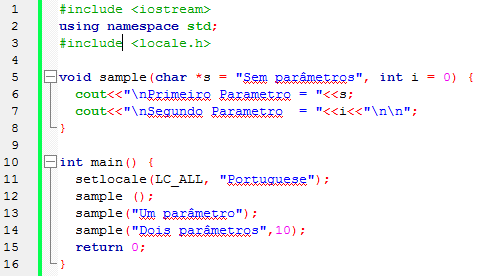 1 #include <iostream>
2 using namespace std;
3 #include <locale.h>
4
5 void sample(char *s = "Sem parâmetros", int i = 0) {
6 cout<<"\nPrimeiro Parametro = "<<s;
7 cout<<"\nSegundo Parametro  = "<<i<<"\n\n";
8 }
9
10 int main() {
11 setlocale(LC_ALL, "Portuguese");
12 sample ();
13 sample("Um parâmetro");
14 sample("Dois parâmetros",10);
15 return 0;
16 }